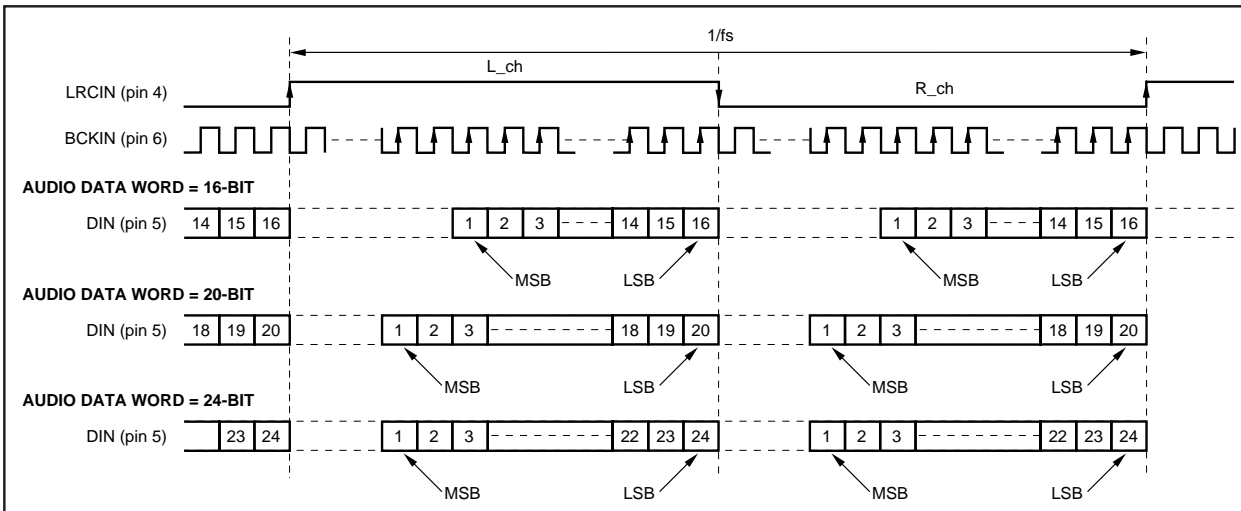 1/fs
L_ch
R_ch
LRCIN (pin 4)
BCKIN (pin 6)
AUDIO DATA WORD = 16-BIT
DIN (pin 5) 14 15 16 1 2 3 14 15 16 1 2 3 14 15 16
MSB LSB MSB LSB
AUDIO DATA WORD = 20-BIT
DIN (pin 5) 18 19 20 1 2 3 18 19 20 1 2 3 18 19 20
MSB LSB MSB LSB
AUDIO DATA WORD = 24-BIT
DIN (pin 5) 23 24 1 2 3 22 23 24 1 2 3 22 23 24
MSB LSB MSB LSB